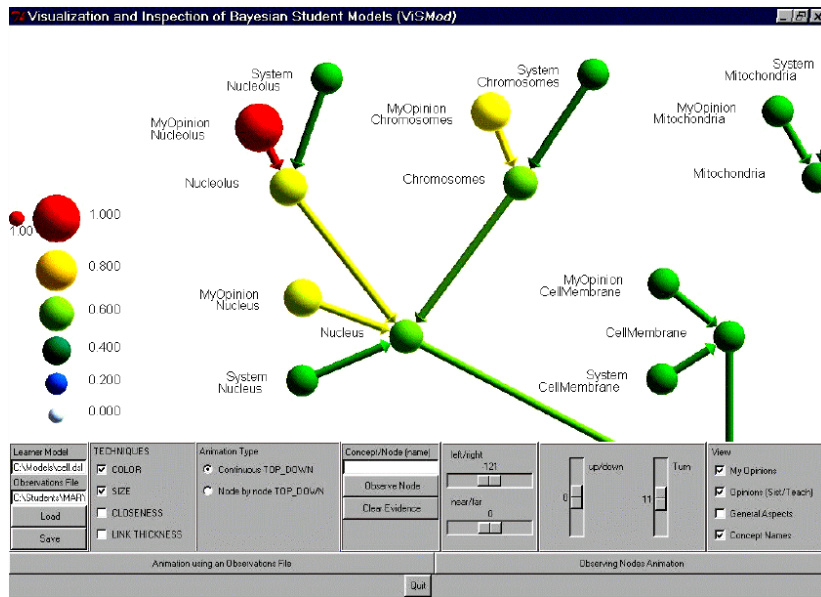 Visualization and Inspection of Bayesian Student Models (ViSMod)
System
Nucleolus
MyOpinion
Nucleolus
Nucleolus
System
Chromosomes
MyOpinion
Chromosomes
Chromosomes
System
Mitochondria
MyOpinion
Mitochondria
Mitochondria
1.00
1.000
0.800
0.600
0.400
0.200
0.000
MyOpinion
Nucleus
Nucleus
System
Nucleus
MyOpinion
CellMembrane
CellMembrane
System
CellMembrane
Learner Model
C:\Models\cell.dsl
Observations File
C:\Students\MARY
Load
Save
TECHNIQUES
COLOR
SIZE
CLOSENESS
LINK THICKNESS
Animation Type
Continuous TOP_DOWN
Node by node TOP_DOWN
Concept/Node (name)
Observe Node
Clear Evidence
left/right
-121
near/far
0
up/down
0
Turn
11
View
My Opinions
Opinions (Sist/Teach)
General Aspects
Concept Names
Animation using an Observations File
Observing Nodes Animation
Quit